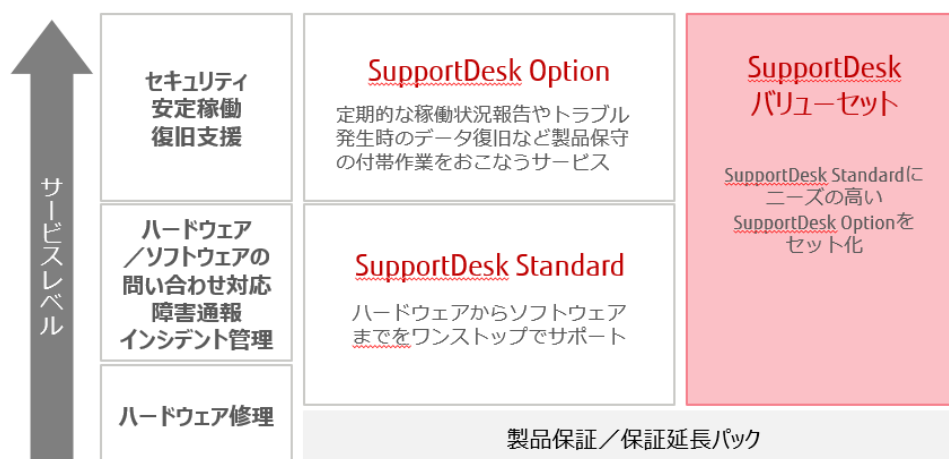 サービスレベル
セキュリティ
安定稼働
復旧支援
SupportDesk Option
定期的な稼働状況報告やトラブル
発生時のデータ復旧など製品保守
の付帯作業をおこなうサービス
SupportDesk
バリューセット
SupportDesk Standardに
ニーズの高い
SupportDesk Optionを
セット化
ハードウェア
／ソフトウェアの
問い合わせ対応
障害通報
インシデント管理
SupportDesk Standard
ハードウェアからソフトウェア
までをワンストップでサポート
ハードウェア修理
製品保証／保証延長パック